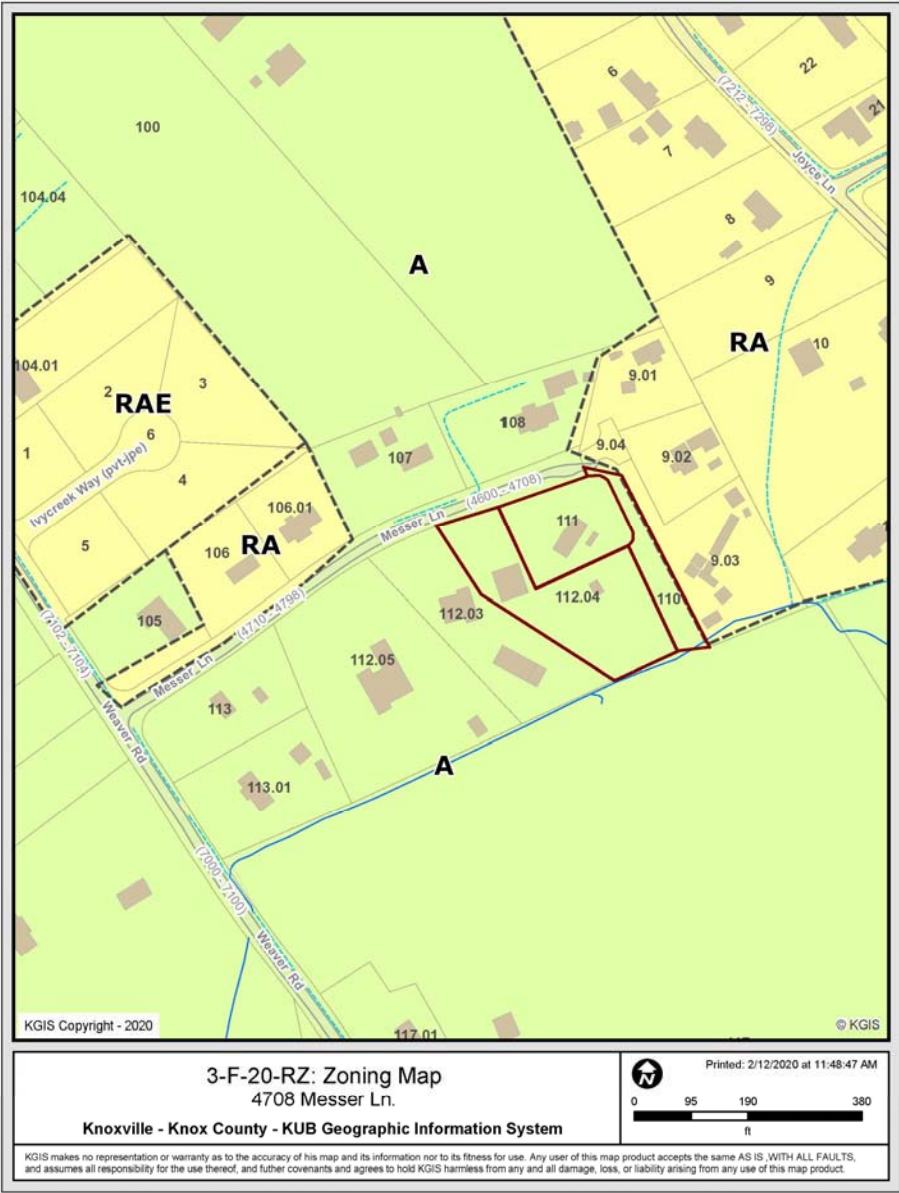 6
22
21
(7212 - 7298)
Joyce Ln
100
7
104.04
8
A
9
RA
10
104.01
2
3
RAE
9.01
1
6
108
9.04
107
9.02
4
Ivycreek Way (pvt-jpe)
(4600 - 4708)
106.01
Messer Ln
111
5
106
RA
9.03
110
112.04
112.03
105
(4710 - 4798)
(7102 - 7104)
112.05
Messer Ln
113
Weaver Rd
A
113.01
(7000 - 7100)
Weaver Rd
117.01
KGIS Copyright - 2020
© KGIS
3-F-20-RZ: Zoning Map
4708 Messer Ln.
Knoxville - Knox County - KUB Geographic Information System
N
Printed: 2/12/2020 at 11:48:47 AM
0 95 190 380
ft
KGIS makes no representation or warranty as to the accuracy of his map and its information nor to its fitness for use. Any user of this map product accepts the same AS IS ,WITH ALL FAULTS,
and assumes all responsibility for the use thereof, and futher covenants and agrees to hold KGIS harmless from any and all damage, loss, or liability arising from any use of this map product.